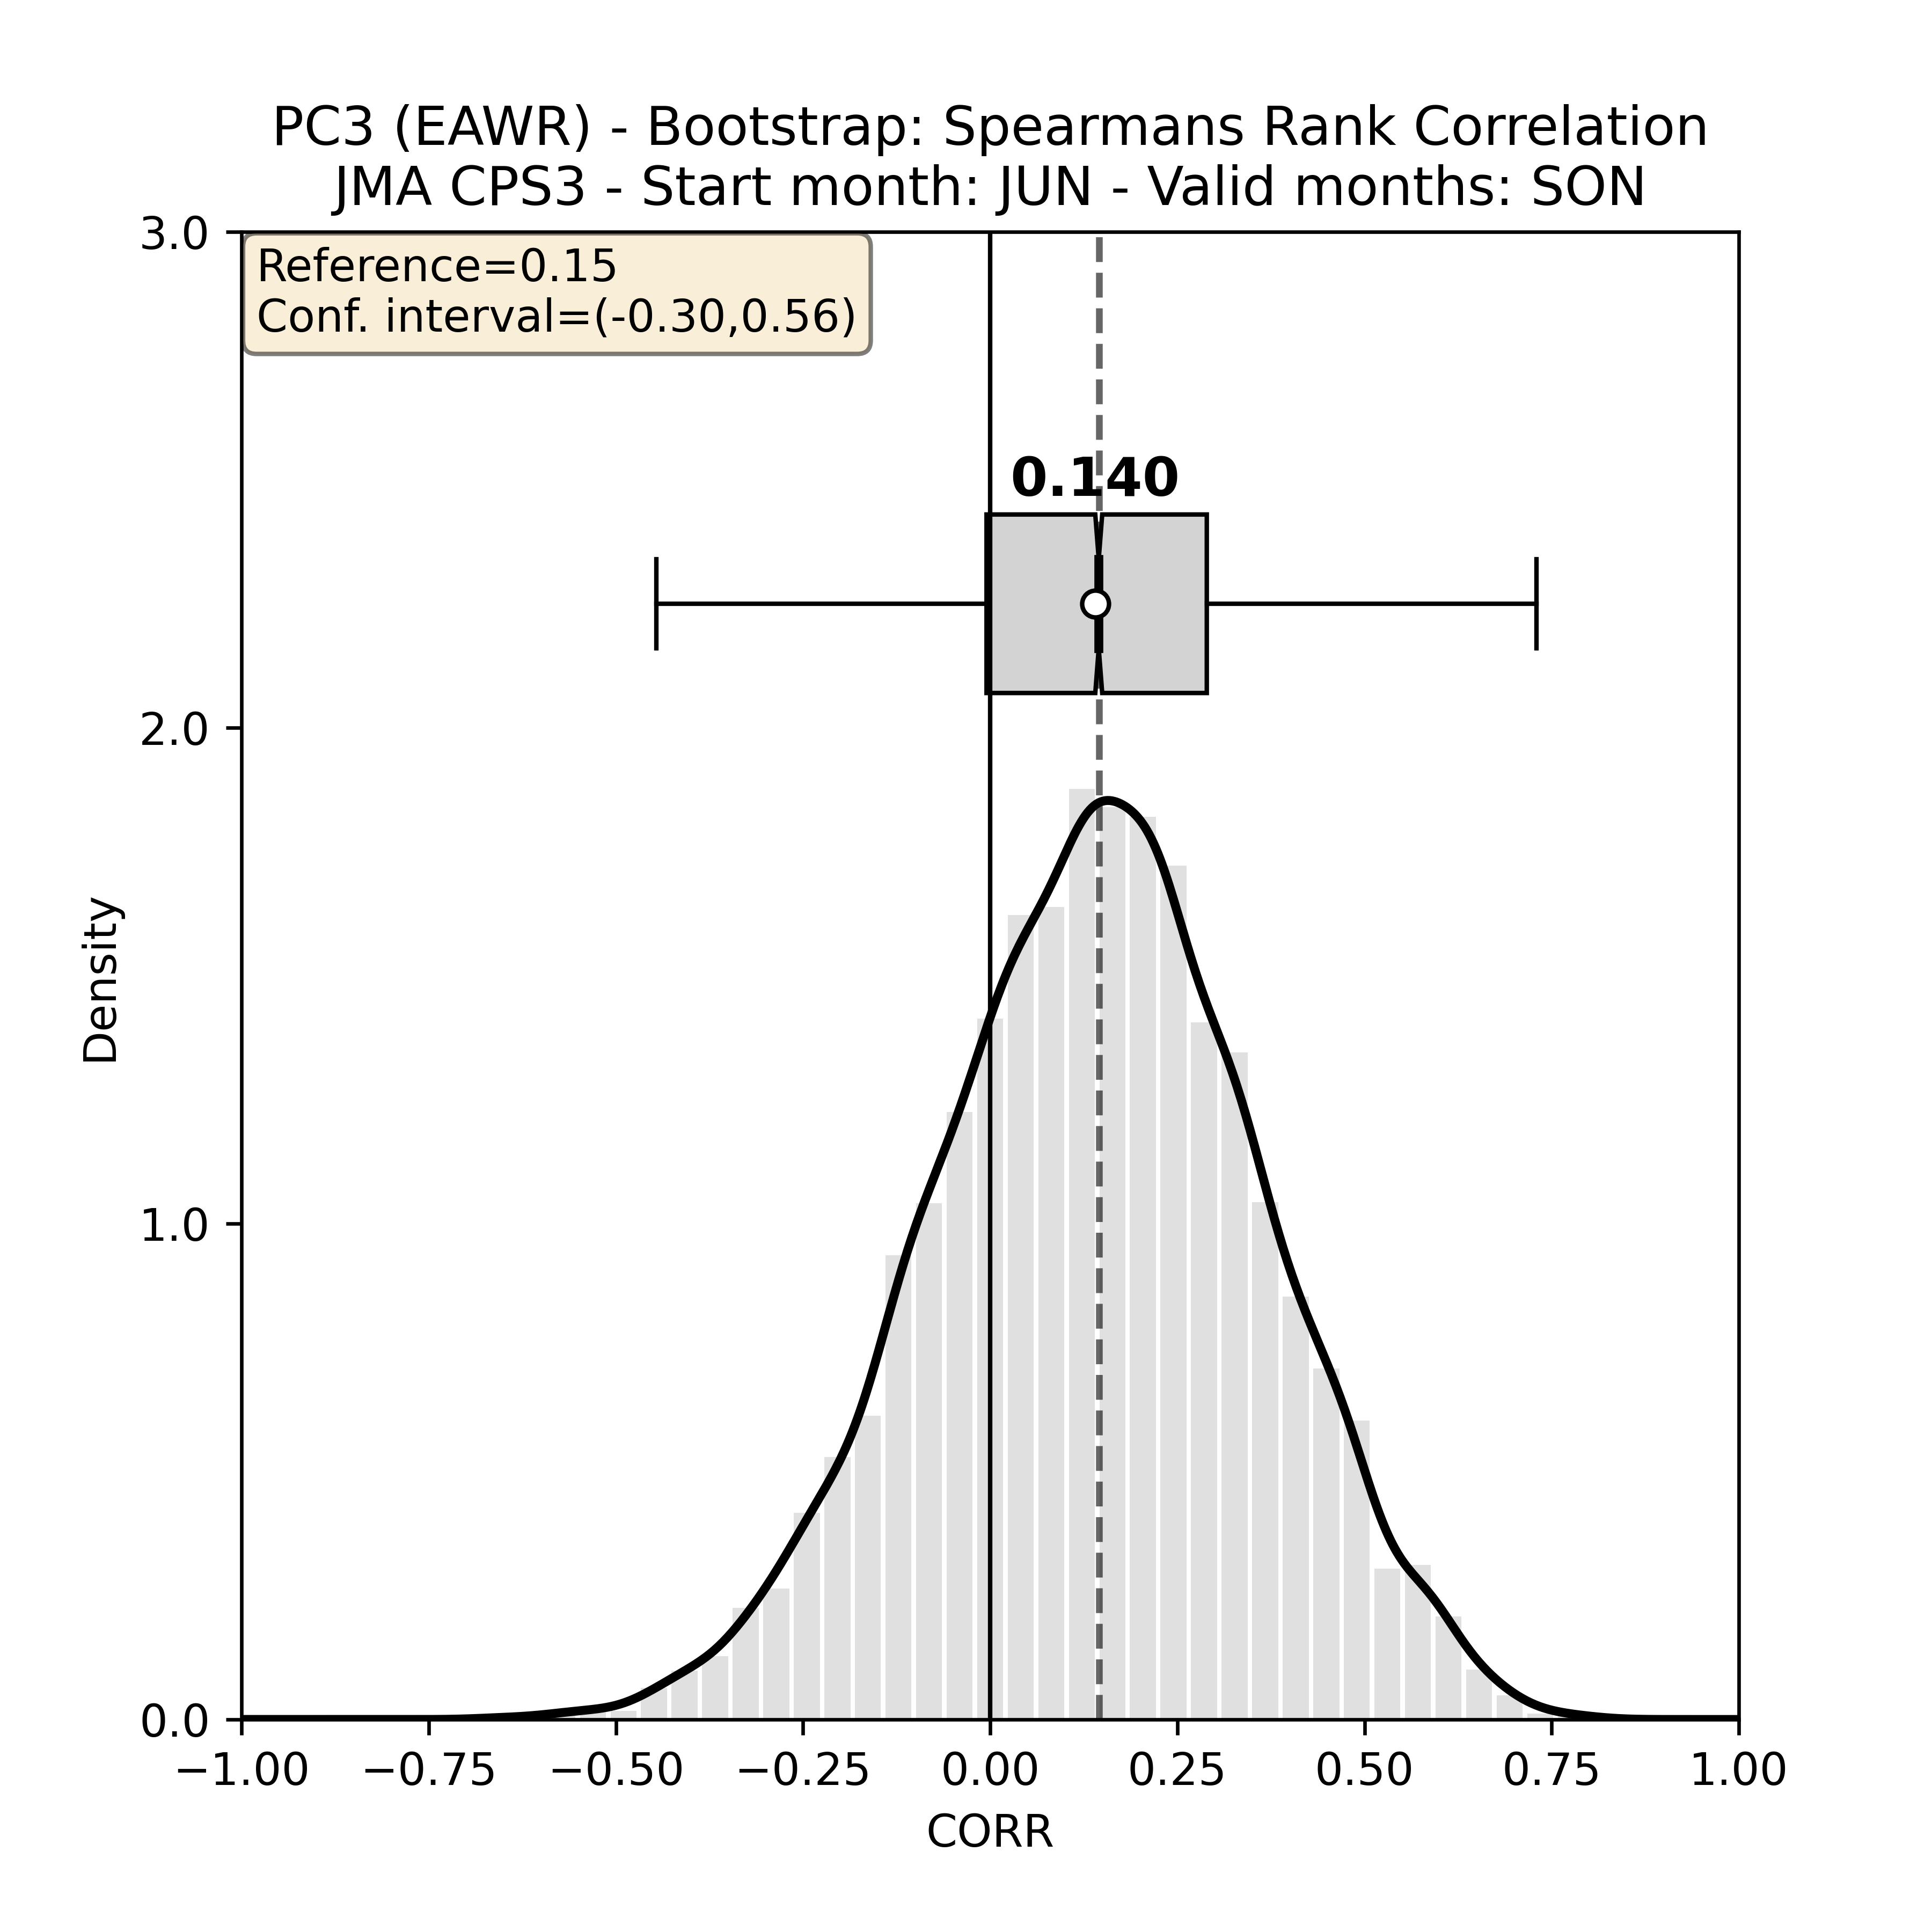 PC3 (EAWR) - Bootstrap: Spearmans Rank Correlation
JMA CPS3 - Start month: JUN - Valid months: SON
3.0
Reference=0.15
Conf. interval=(-0.30,0.56)
0.140
2.0
Density
1.0
0.0
−1.00 −0.75 −0.50 −0.25 0.00 0.25 0.50 0.75 1.00
CORR